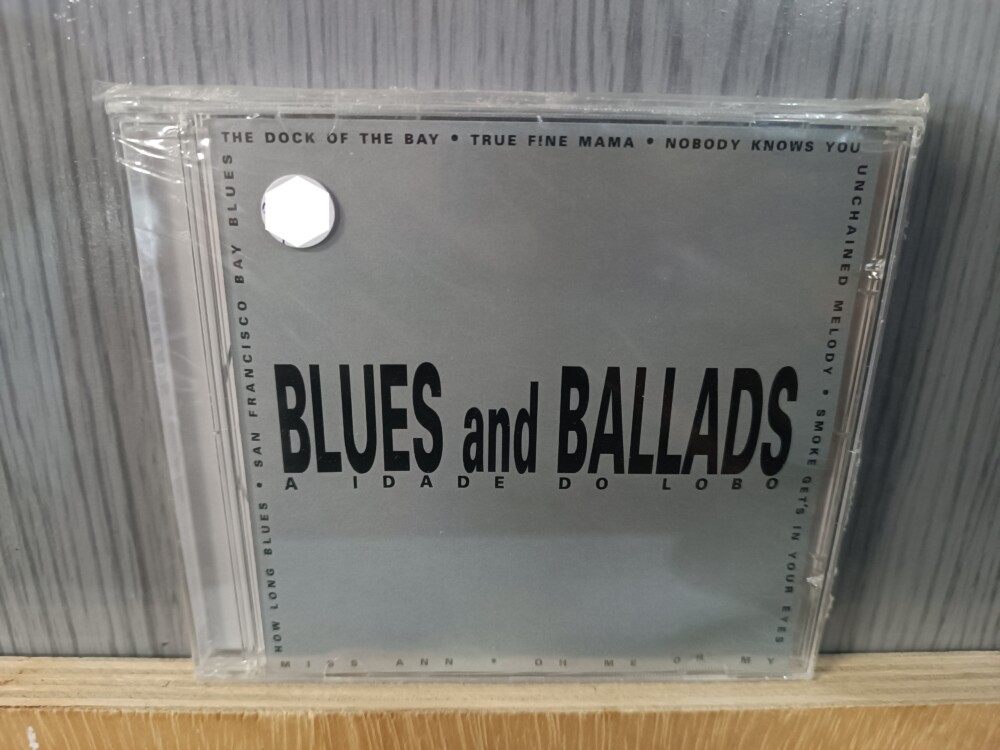 THE DOCK OF THE BAY • TRUE F!NE MAMA • NOBODY KNOWS YOU
UNCHAINED MELODY • SMOKE GET'S IN YOUR EYES
BLUES and BALLADS
A IDADE DO LOBO
HOW LONG BLUES • SAN FRANCISCO BAY BLUES
MISS ANN • OH ME OH MY